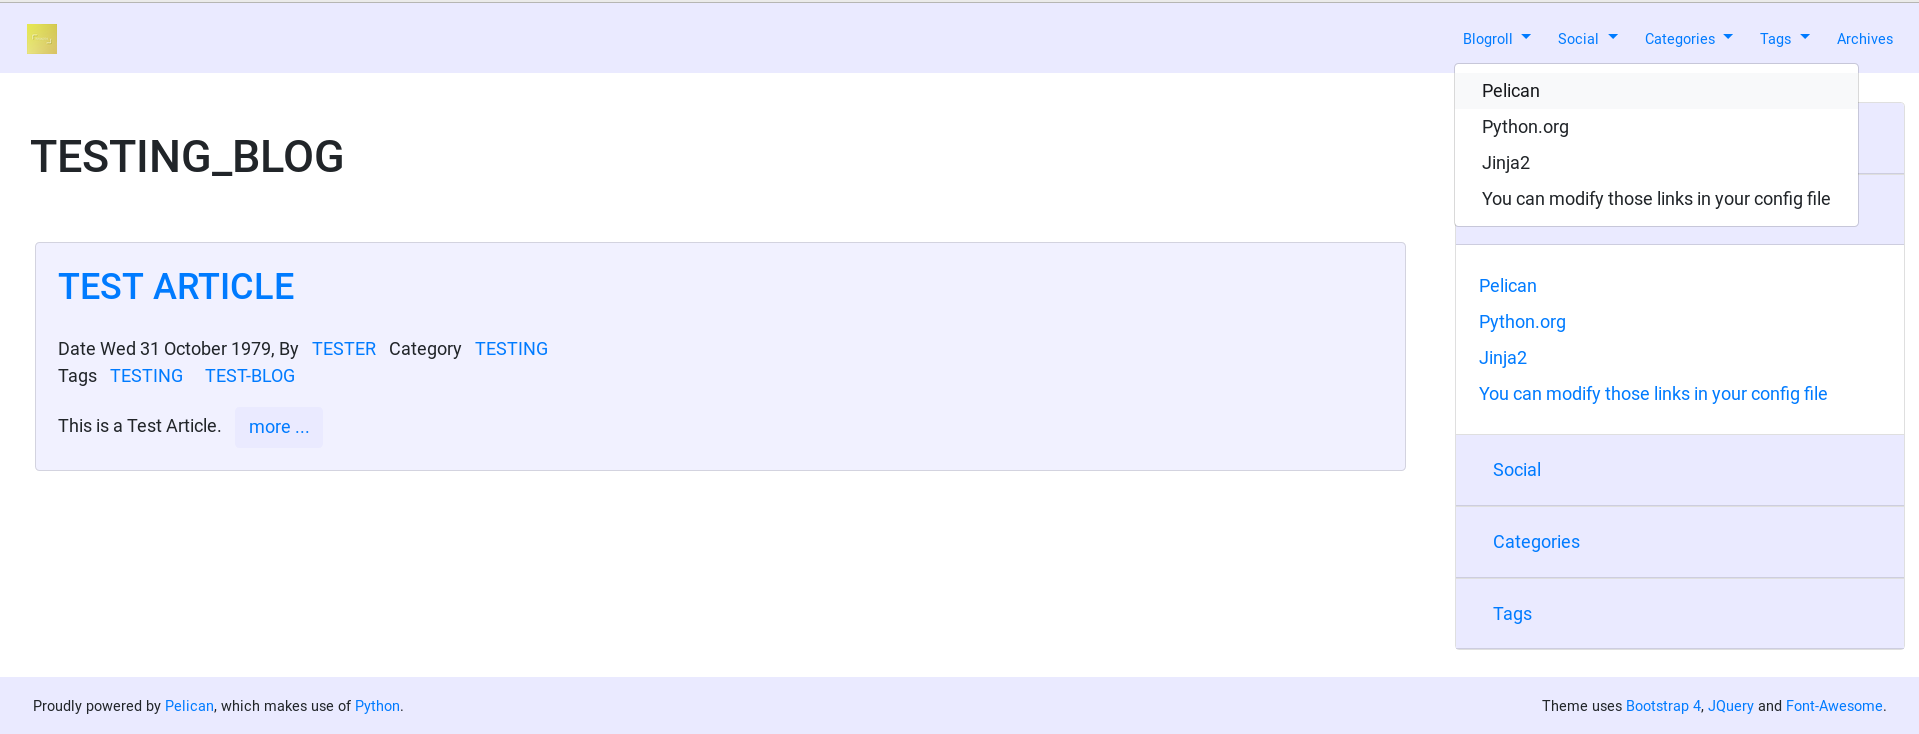 Blogroll Social Categories Tags Archives
Pelican
Python.org
Jinja2
You can modify those links in your config file
TESTING_BLOG
TEST ARTICLE
Date Wed 31 October 1979, By TESTER Category TESTING
Tags TESTING TEST-BLOG
This is a Test Article. more ...
Pelican
Python.org
Jinja2
You can modify those links in your config file
Social
Categories
Tags
Proudly powered by Pelican, which makes use of Python.
Theme uses Bootstrap 4, JQuery and Font-Awesome.